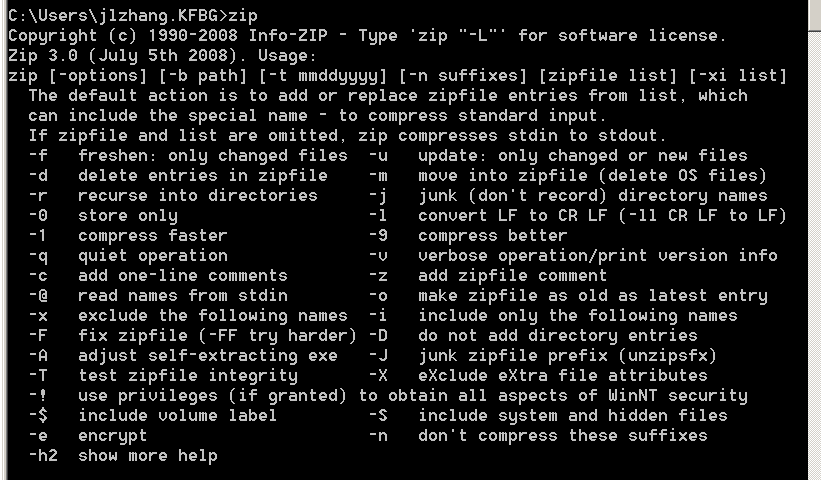 C:\Users\jlzhang.KFBG>zip
Copyright (c) 1990-2008 Info-ZIP - Type 'zip "-L"' for software license.
Zip 3.0 (July 5th 2008). Usage:
zip [-options] [-b path] [-t mmddyyyy] [-n suffixes] [zipfile list] [-xi list]
  The default action is to add or replace zipfile entries from list, which
  can include the special name - to compress standard input.
  If zipfile and list are omitted, zip compresses stdin to stdout.
  -f   freshen: only changed files  -u   update: only changed or new files
  -d   delete entries in zipfile    -m   move into zipfile (delete OS files)
  -r   recurse into directories     -j   junk (don't record) directory names
  -0   store only                   -l   convert LF to CR LF (-ll CR LF to LF)
  -1   compress faster              -9   compress better
  -q   quiet operation              -v   verbose operation/print version info
  -c   add one-line comments        -z   add zipfile comment
  -@   read names from stdin        -o   make zipfile as old as latest entry
  -x   exclude the following names  -i   include only the following names
  -F   fix zipfile (-FF try harder) -D   do not add directory entries
  -A   adjust self-extracting exe   -J   junk zipfile prefix (unzipsfx)
  -T   test zipfile integrity       -X   eXclude eXtra file attributes
  -!   use privileges (if granted) to obtain all aspects of WinNT security
  -$   include volume label         -S   include system and hidden files
  -e   encrypt                      -n   don't compress these suffixes
  -h2  show more help